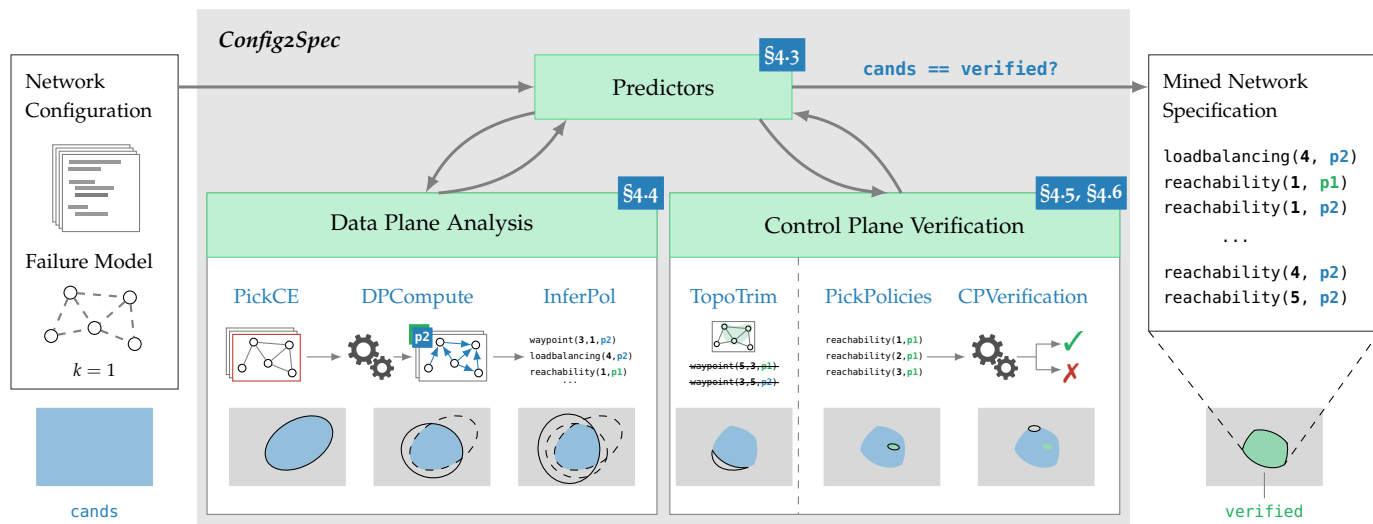 Config2Spec
Network
Configuration
Failure Model
k = 1
cands
§4.3
Predictors
cands == verified?
§4.4
Data Plane Analysis
PickCE
DPCompute
InferPol
p2
waypoint(3,1,p2)
loadbalancing(4,p2)
reachability(1,p1)
...
§4.5, §4.6
Control Plane Verification
TopoTrim
PickPolicies
CPVerification
waypoint(5,3,p1)
waypoint(3,5,p2)
reachability(1,p1)
reachability(2,p1)
reachability(3,p1)
✓
✗
Mined Network
Specification
loadbalancing(4, p2)
reachability(1, p1)
reachability(1, p2)
...
reachability(4, p2)
reachability(5, p2)
verified